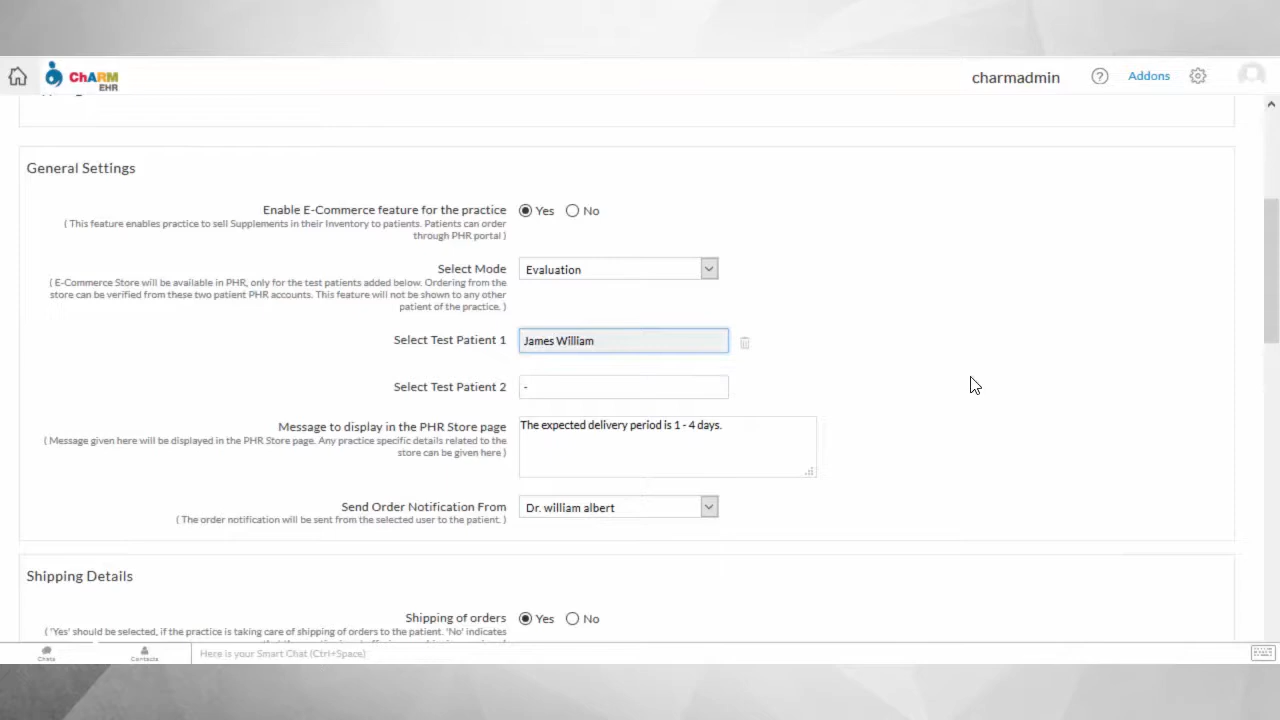 ChARM
EHR
charmadmin
Addons
General Settings
Enable E-Commerce feature for the practice
Yes
No
( This feature enables practice to sell Supplements in their Inventory to patients. Patients can order
through PHR portal )
Select Mode
Evaluation
( E-Commerce Store will be available in PHR, only for the test patients added below. Ordering from the
store can be verified from these two patient PHR accounts. This feature will not be shown to any other
patient of the practice. )
Select Test Patient 1
James William
Select Test Patient 2
-
Message to display in the PHR Store page
The expected delivery period is 1 - 4 days.
( Message given here will be displayed in the PHR Store page. Any practice specific details related to the
store can be given here )
Send Order Notification From
Dr. william albert
( The order notification will be sent from the selected user to the patient. )
Shipping Details
Shipping of orders
Yes
No
( 'Yes' should be selected, if the practice is taking care of shipping of orders to the patient. 'No' indicates
Chats
Contacts
Here is your Smart Chat (Ctrl+Space)